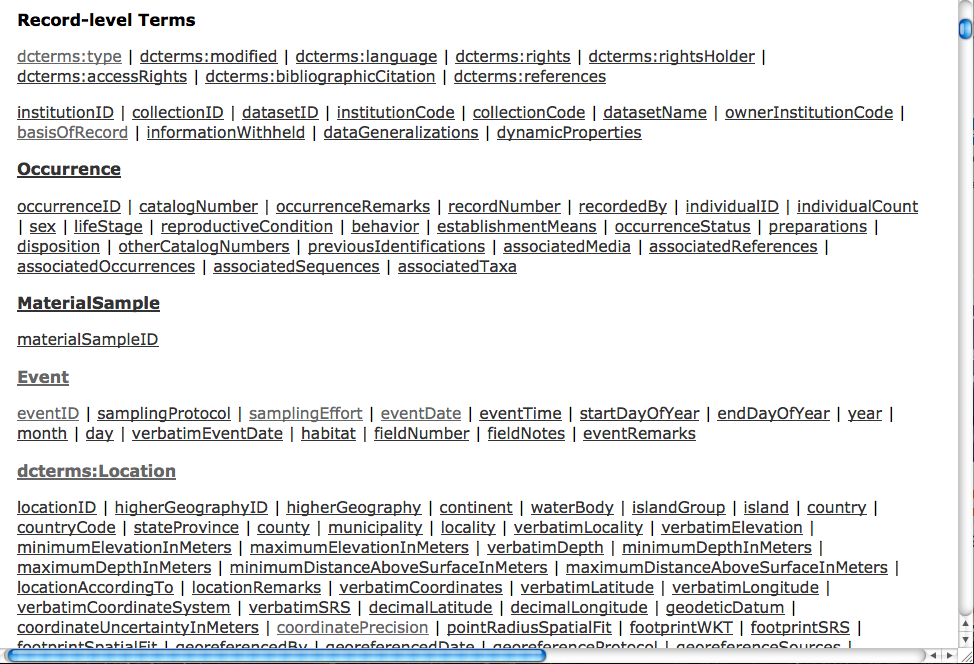 Record-level Terms
dcterms:type | dcterms:modified | dcterms:language | dcterms:rights | dcterms:rightsHolder |
dcterms:accessRights | dcterms:bibliographicCitation | dcterms:references
institutionID | collectionID | datasetID | institutionCode | collectionCode | datasetName | ownerInstitutionCode |
basisOfRecord | informationWithheld | dataGeneralizations | dynamicProperties
Occurrence
occurrenceID | catalogNumber | occurrenceRemarks | recordNumber | recordedBy | individualID | individualCount
| sex | lifeStage | reproductiveCondition | behavior | establishmentMeans | occurrenceStatus | preparations |
disposition | otherCatalogNumbers | previousIdentifications | associatedMedia | associatedReferences |
associatedOccurrences | associatedSequences | associatedTaxa
MaterialSample
materialSampleID
Event
eventID | samplingProtocol | samplingEffort | eventDate | eventTime | startDayOfYear | endDayOfYear | year |
month | day | verbatimEventDate | habitat | fieldNumber | fieldNotes | eventRemarks
dcterms:Location
locationID | higherGeographyID | higherGeography | continent | waterBody | islandGroup | island | country |
countryCode | stateProvince | county | municipality | locality | verbatimLocality | verbatimElevation |
minimumElevationInMeters | maximumElevationInMeters | verbatimDepth | minimumDepthInMeters |
maximumDepthInMeters | minimumDistanceAboveSurfaceInMeters | maximumDistanceAboveSurfaceInMeters |
locationAccordingTo | locationRemarks | verbatimCoordinates | verbatimLatitude | verbatimLongitude |
verbatimCoordinateSystem | verbatimSRS | decimalLatitude | decimalLongitude | geodeticDatum |
coordinateUncertaintyInMeters | coordinatePrecision | pointRadiusSpatialFit | footprintWKT | footprintSRS |
footprintSpatialFit | georeferencedBy | georeferencedDate | georeferenceProtocol | georeferenceSources |